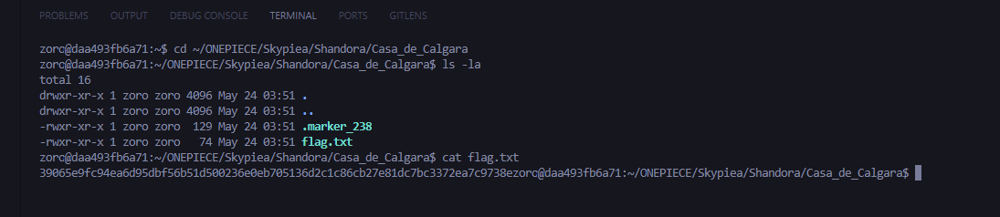 PROBLEMS OUTPUT DEBUG CONSOLE TERMINAL PORTS GITLENS
zoro@daa493fb6a71:~$ cd ~/ONEPIECE/Skypiea/Shandora/Casa_de_Calgara
zoro@daa493fb6a71:~/ONEPIECE/Skypiea/Shandora/Casa_de_Calgara$ ls -la
total 16
drwxr-xr-x 1 zoro zoro 4096 May 24 03:51 .
drwxr-xr-x 1 zoro zoro 4096 May 24 03:51 ..
-rwxr-xr-x 1 zoro zoro  129 May 24 03:51 .marker_238
-rwxr-xr-x 1 zoro zoro   74 May 24 03:51 flag.txt
zoro@daa493fb6a71:~/ONEPIECE/Skypiea/Shandora/Casa_de_Calgara$ cat flag.txt
39065e9fc94ea6d95dbf56b51d500236e0eb705136d2c1c86cb27e81dc7bc3372ea7c9738ezoro@daa493fb6a71:~/ONEPIECE/Skypiea/Shandora/Casa_de_Calgara$